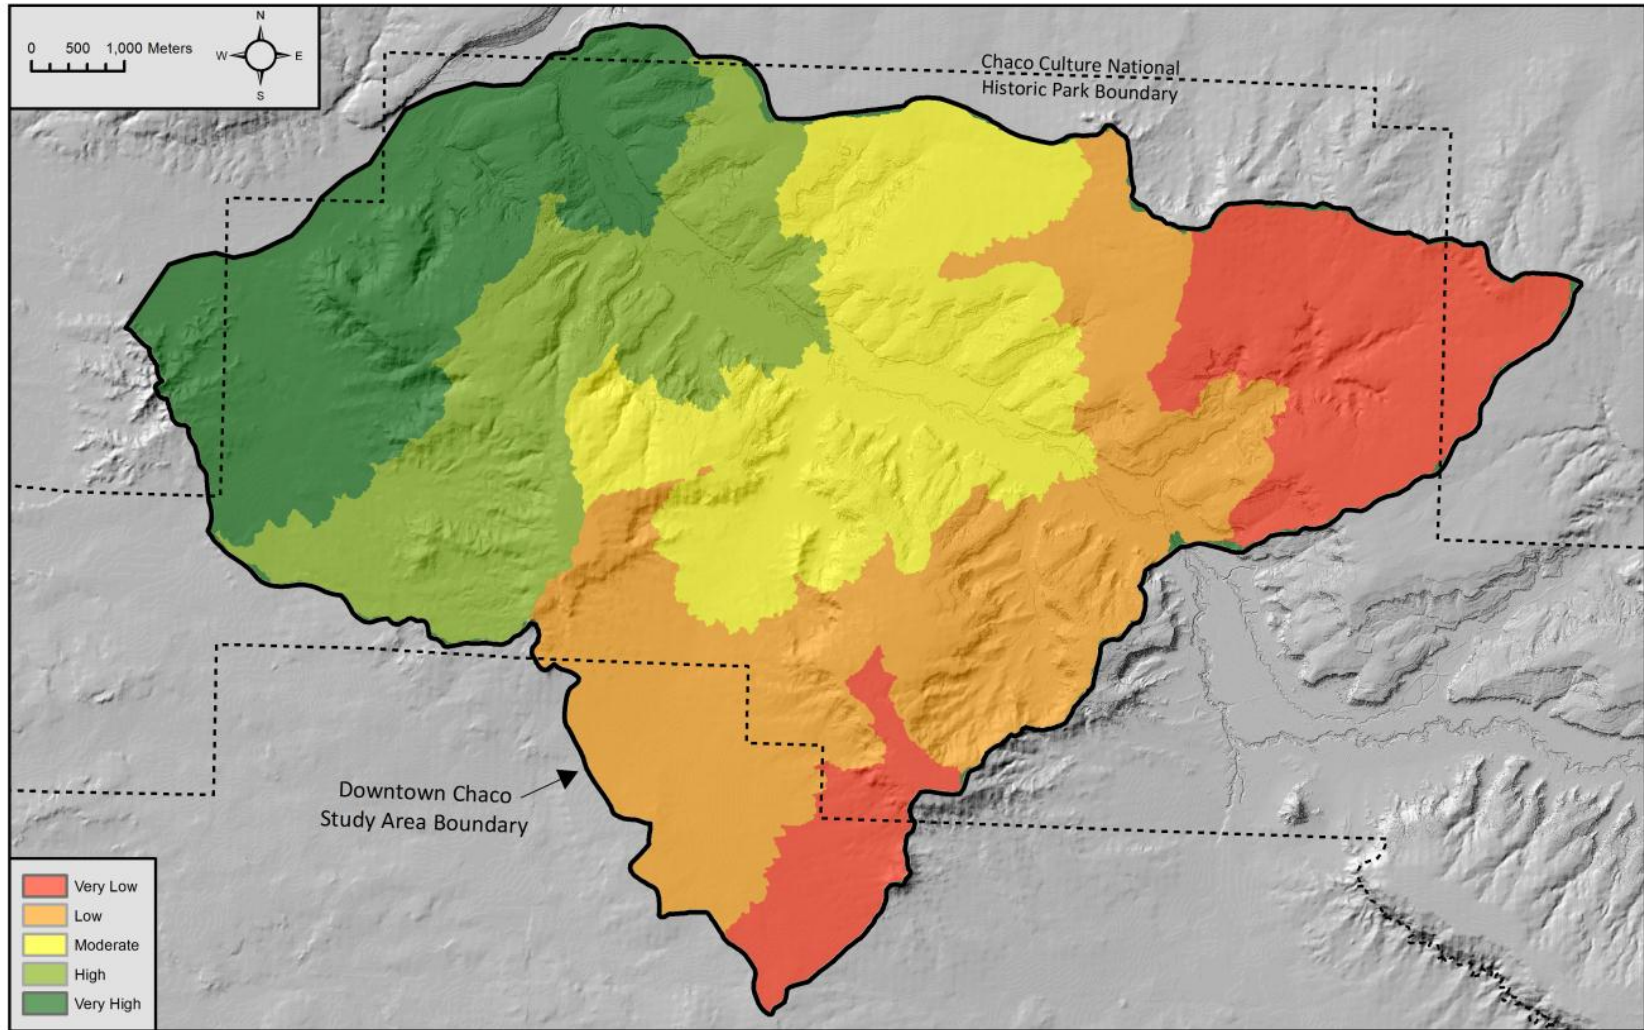 0 500 1,000 Meters
N
W E
S
Chaco Culture National
Historic Park Boundary
Downtown Chaco
Study Area Boundary
Very Low
Low
Moderate
High
Very High